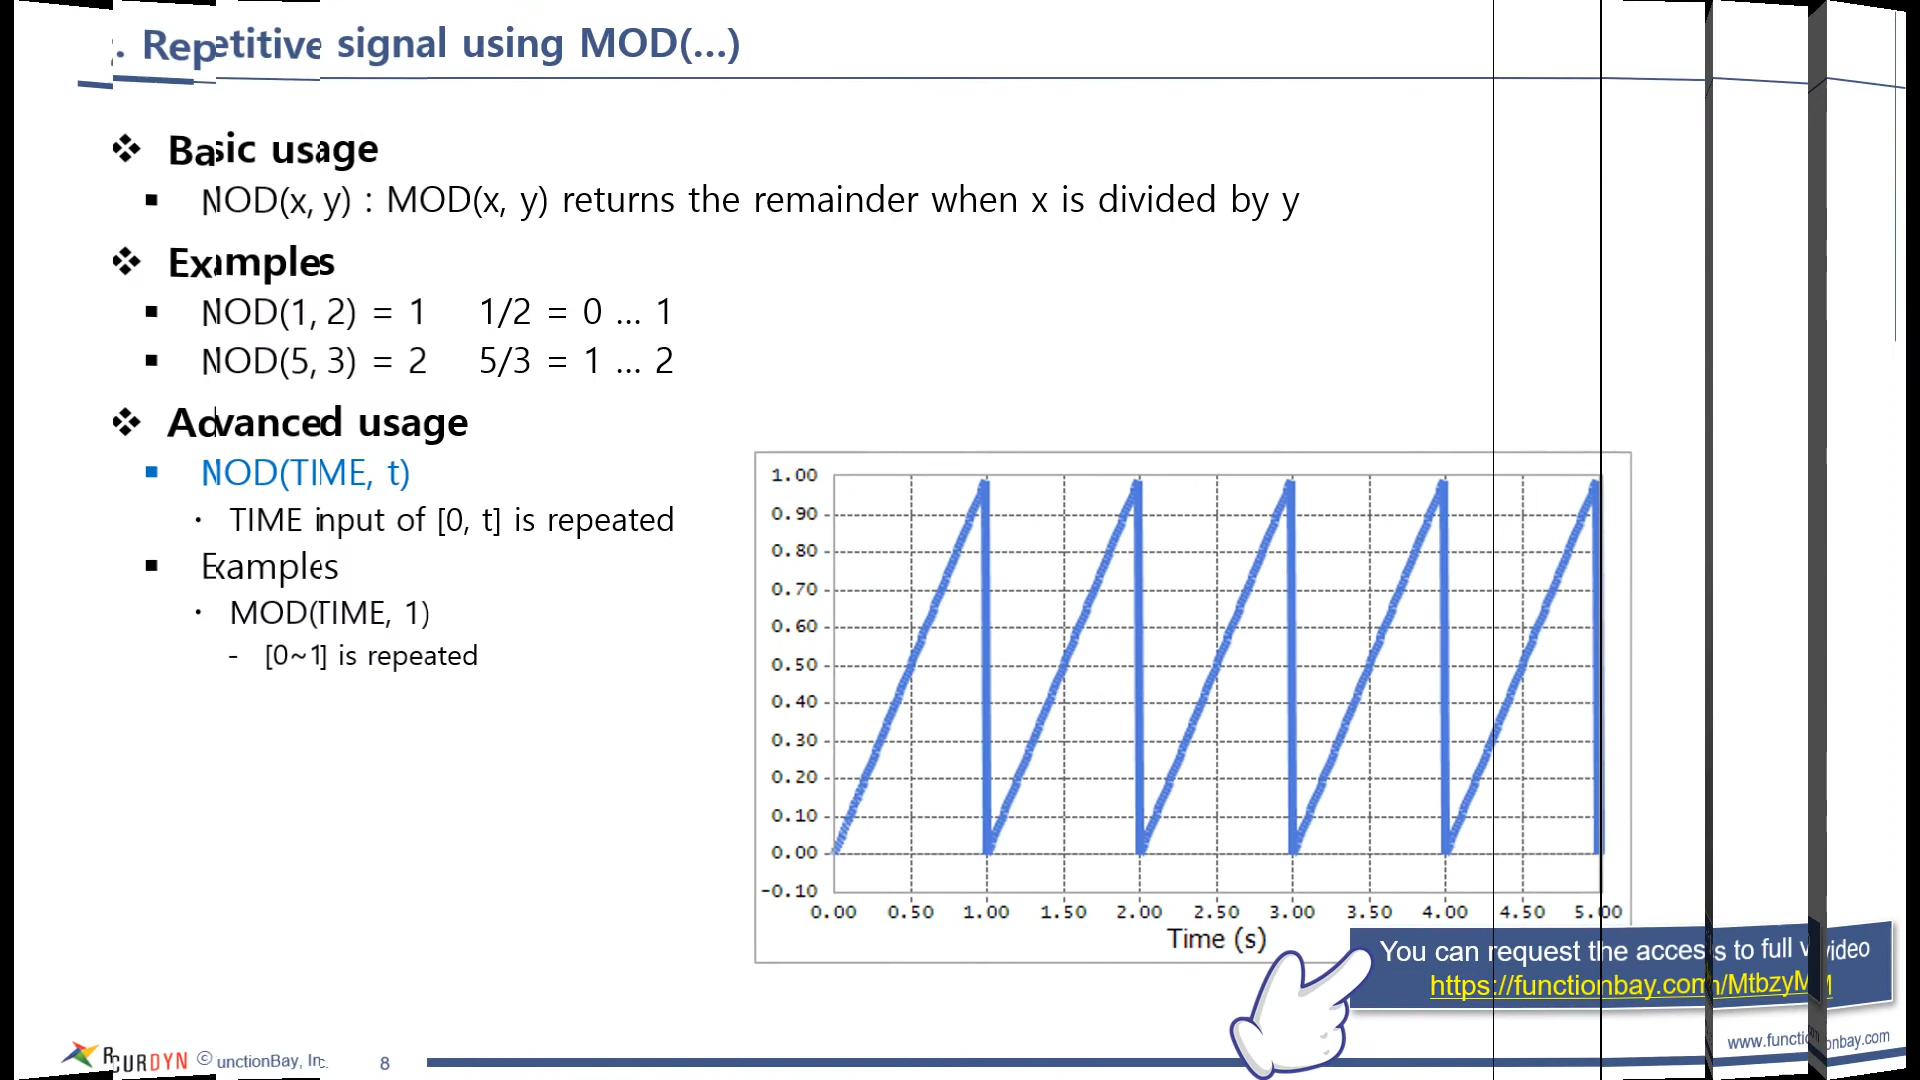 . Repetitive signal using MOD(...)
Basic usage
MOD(x, y) : MOD(x, y) returns the remainder when x is divided by y
Examples
MOD(1, 2) = 1 1/2 = 0 ... 1
MOD(5, 3) = 2 5/3 = 1 ... 2
Advanced usage
MOD(TIME, t)
TIME input of [0, t] is repeated
Examples
MOD(TIME, 1)
- [0~1] is repeated
1.00
0.90
0.80
0.70
0.60
0.50
0.40
0.30
0.20
0.10
0.00
-0.10
0.00 0.50 1.00 1.50 2.00 2.50 3.00 3.50 4.00 4.50 5.00
Time (s)
You can request the access to full video
https://functionbay.com/MtbzyM
RECURDYN © FunctionBay, Inc. 8
www.functionbay.com